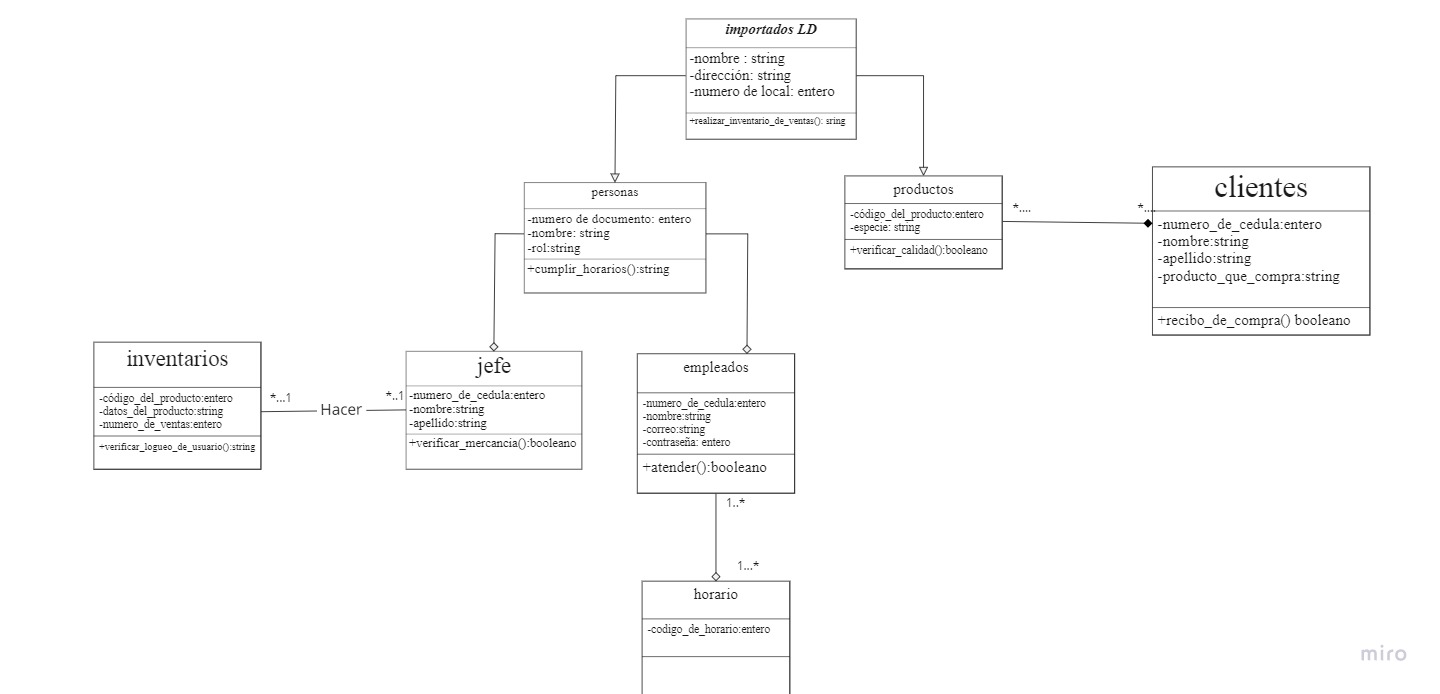 importados LD
-nombre : string
-dirección: string
-numero de local: entero
+realizar_inventario_de_ventas(): sring
personas
-numero de documento: entero
-nombre: string
-rol:string
+cumplir_horarios():string
productos
-código_del_producto:entero
-especie: string
+verificar_calidad():booleano
*....
*...
clientes
-numero_de_cedula:entero
-nombre:string
-apellido:string
-producto_que_compra:string
+recibo_de_compra() booleano
inventarios
-código_del_producto:entero
-datos_del_producto:string
-numero_de_ventas:entero
+verificar_logueo_de_usuario():string
*...1
Hacer
*..1
jefe
-numero_de_cedula:entero
-nombre:string
-apellido:string
+verificar_mercancia():booleano
empleados
-numero_de_cedula:entero
-nombre:string
-correo:string
-contraseña: entero
+atender():booleano
1..*
1...*
horario
-codigo_de_horario:entero
miro